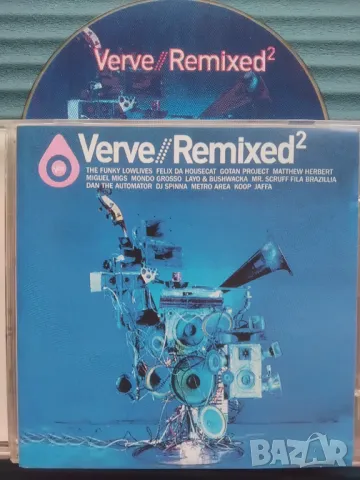 Verve//Remixed²
Verve//Remixed²
THE FUNKY LOWLIVES FELIX DA HOUSECAT GOTAN PROJECT MATTHEW HERBERT
MIGUEL MIGS MONDO GROSSO LAYO & BUSHWACKA MR. SCRUFF FILA BRAZILLIA
DAN THE AUTOMATOR DJ SPINNA METRO AREA KOOP JAFFA
BAZAR